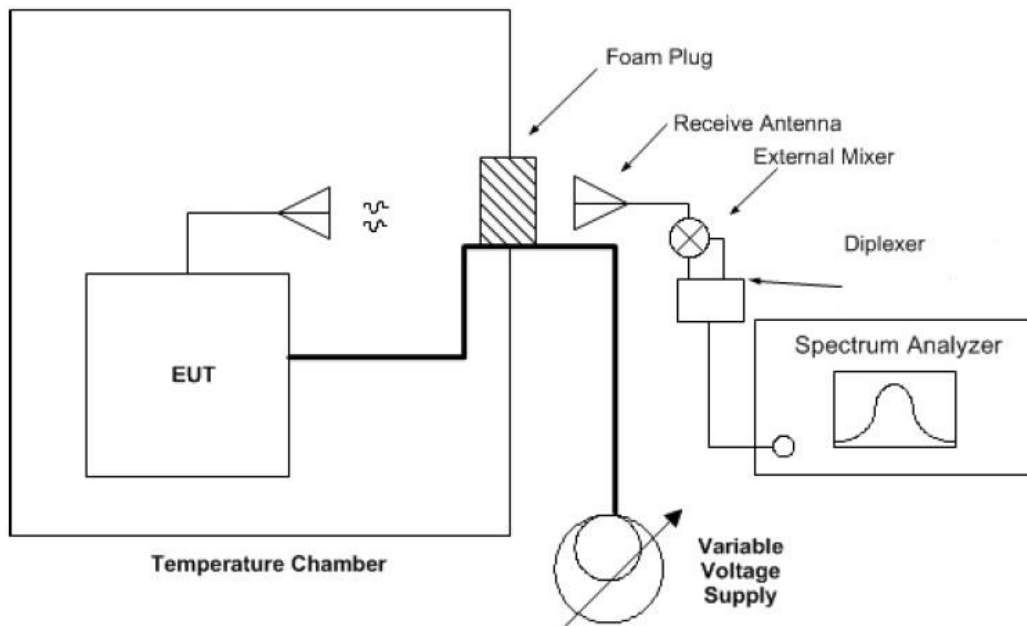 Foam Plug
Receive Antenna
External Mixer
Diplexer
Spectrum Analyzer
EUT
Temperature Chamber
Variable
Voltage
Supply